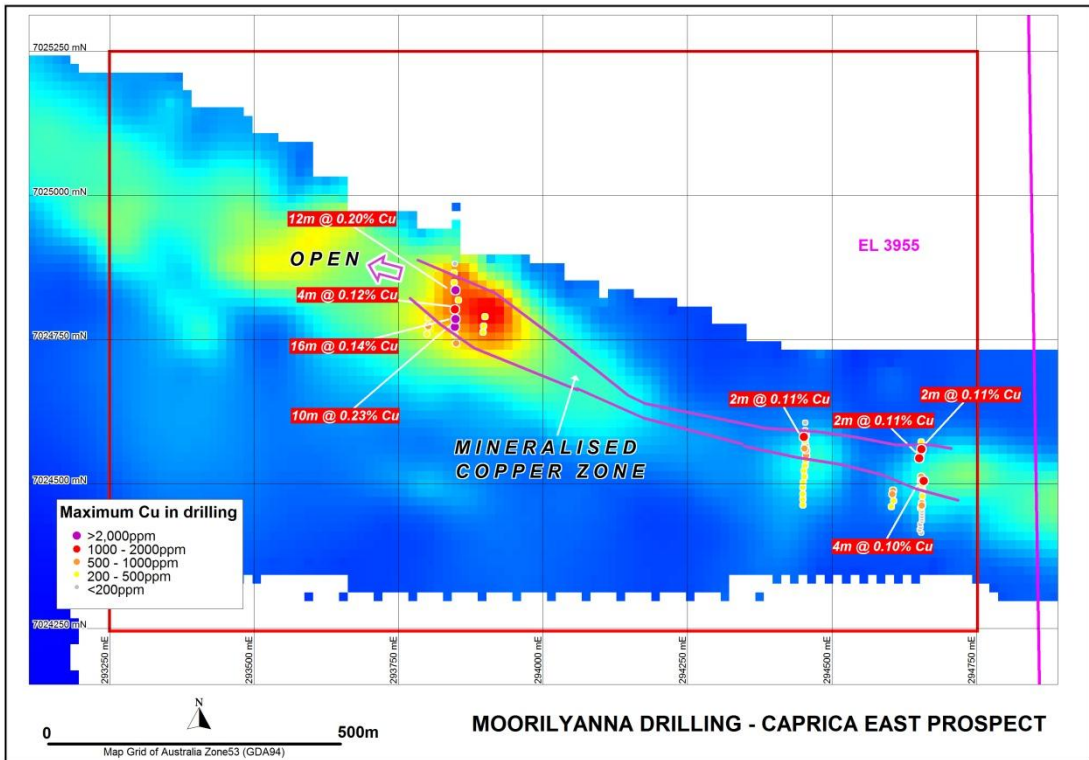 7025250 mN
7025000 mN
12m @ 0.20% Cu
EL 3955
OPEN
4m @ 0.12% Cu
7024750 mN
16m @ 0.14% Cu
2m @ 0.11% Cu
2m @ 0.11% Cu
2m @ 0.11% Cu
10m @ 0.23% Cu
MINERALISED
COPPER ZONE
7024500 mN
Maximum Cu in drilling
>2,000ppm
1000 - 2000ppm
500 - 1000ppm
200 - 500ppm
<200ppm
4m @ 0.10% Cu
7024250 mN
293250 mE
293500 mE
293750 mE
294000 mE
294250 mE
294500 mE
294750 mE
N
0 500m
Map Grid of Australia Zone53 (GDA94)
MOORILYANNA DRILLING - CAPRICA EAST PROSPECT